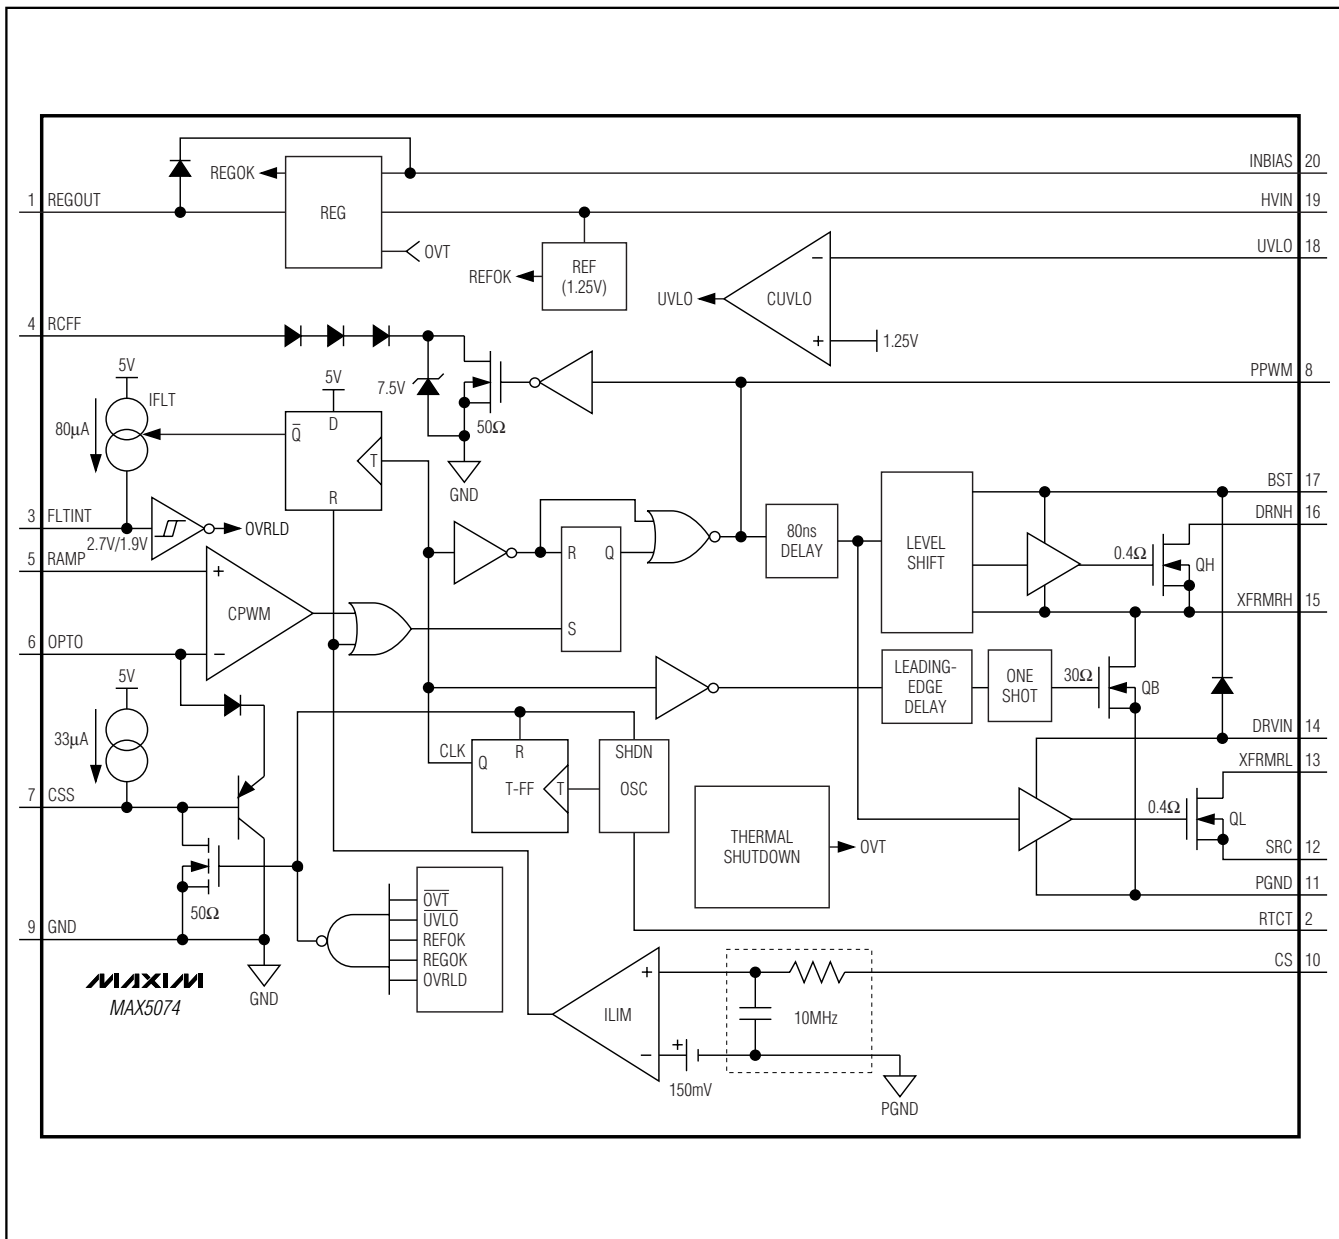 INBIAS 20
REGOK
1 REGOUT
REG
HVIN 19
OVT
REF
(1.25V)
REFOK
UVLO 18
UVLO
CUVLO
−
+
1.25V
4 RCFF
7.5V
50Ω
GND
PPWM 8
5V
IFLT
80µA
5V
D
Q̅
T
R
3 FLTINT
2.7V/1.9V
OVRLD
5 RAMP
+
CPWM
6 OPTO
−
R
Q
S
80ns
DELAY
LEVEL
SHIFT
BST 17
DRNH 16
0.4Ω
QH
XFRMRH 15
5V
33µA
7 CSS
LEADING-
EDGE
DELAY
ONE
SHOT
30Ω
QB
DRVIN 14
XFRMRL 13
CLK
R
Q
T-FF
T
SHDN
OSC
0.4Ω
QL
THERMAL
SHUTDOWN
OVT
SRC 12
PGND 11
50Ω
9 GND
GND
O̅V̅T̅
U̅V̅L̅O̅
REFOK
REGOK
OVRLD
RTCT 2
CS 10
+
ILIM
−
+
150mV
10MHz
PGND
MAXIM
MAX5074